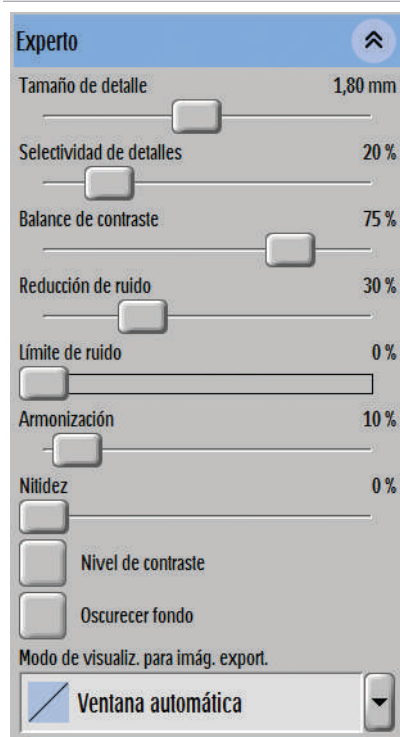 Experto
Tamaño de detalle 1,80 mm
Selectividad de detalles 20 %
Balance de contraste 75 %
Reducción de ruido 30 %
Límite de ruido 0 %
Armonización 10 %
Nitidez 0 %
Nivel de contraste
Oscurecer fondo
Modo de visualiz. para imág. export.
Ventana automática